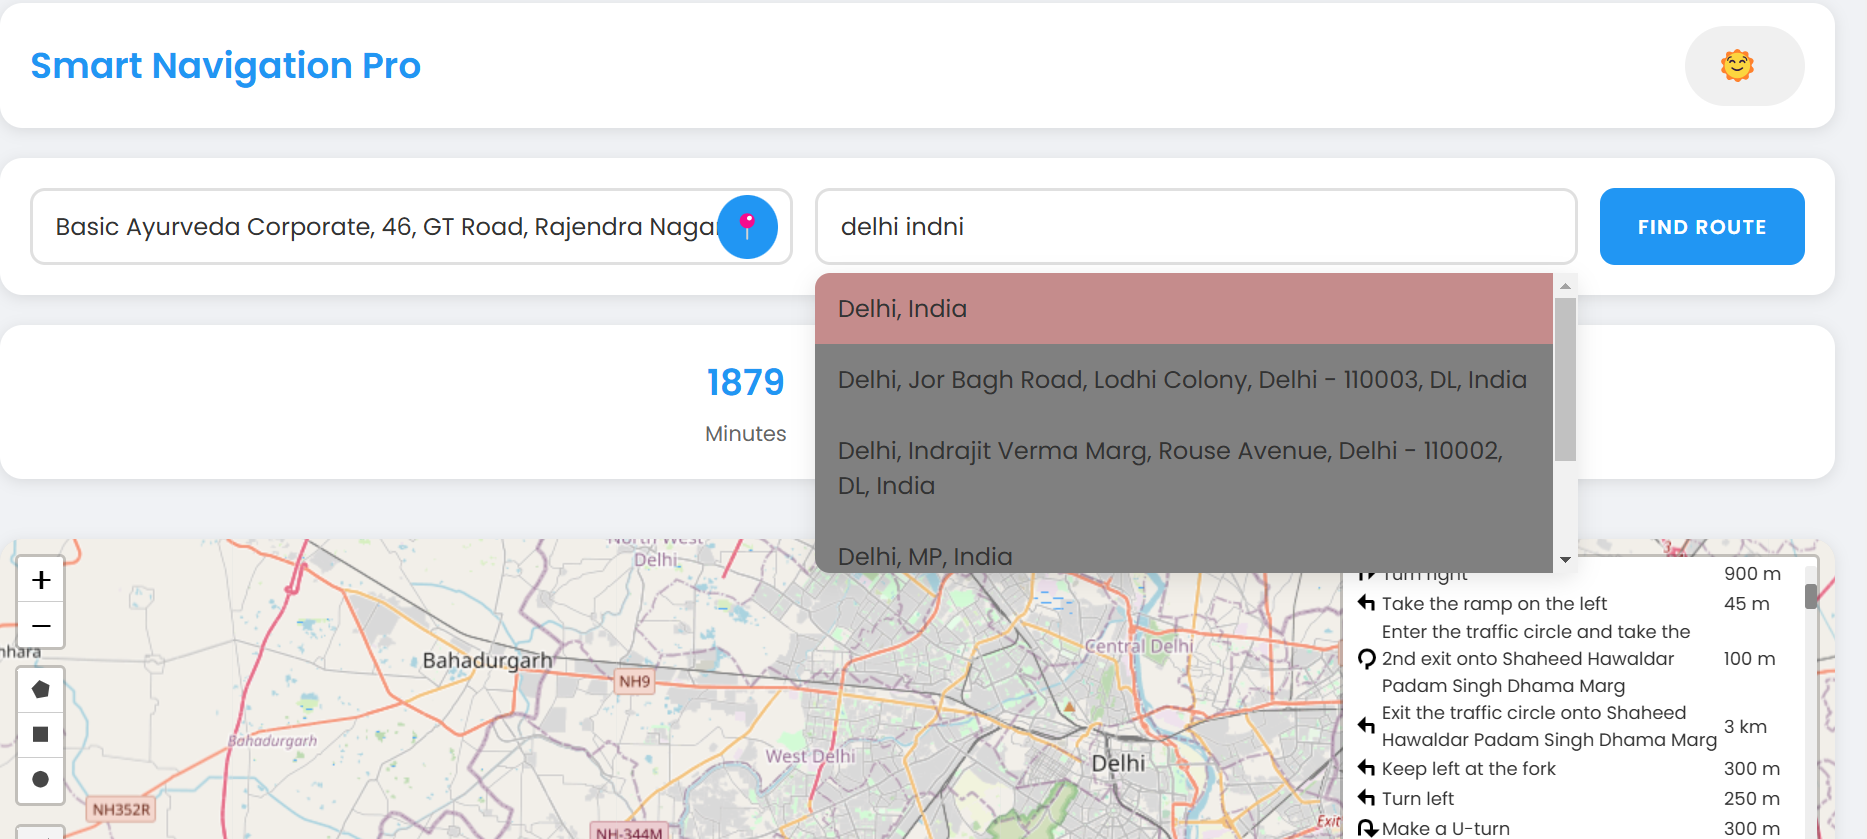 Smart Navigation Pro
Basic Ayurveda Corporate, 46, GT Road, Rajendra Nagar
delhi indni
FIND ROUTE
Delhi, India
Delhi, Jor Bagh Road, Lodhi Colony, Delhi - 110003, DL, India
Delhi, Indrajit Verma Marg, Rouse Avenue, Delhi - 110002,
DL, India
Delhi, MP, India
1879
Minutes
+
−
North West
Delhi
Bahadurgarh
NH9
Central Delhi
Bahadurgarh
West Delhi
Delhi
NH352R
NH-344M
Exit
Turn right 900 m
Take the ramp on the left 45 m
Enter the traffic circle and take the
2nd exit onto Shaheed Hawaldar 100 m
Padam Singh Dhama Marg
Exit the traffic circle onto Shaheed
Hawaldar Padam Singh Dhama Marg 3 km
Keep left at the fork 300 m
Turn left 250 m
Make a U-turn 300 m